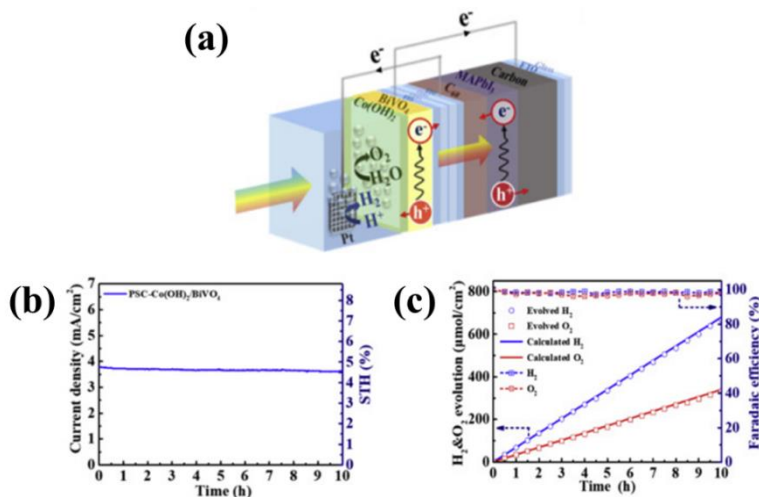 (a)
e-
e-
FTO
Carbon
MAPbI3
C60
BiVO4
Co(OH)2
e-
e-
O2
H2O
H2
H+
h+
h+
Pt
(b)
PSC-Co(OH)2/BiVO4
Current density (mA/cm²)
7
6
5
4
3
2
1
0
STH (%)
8
7
6
5
4
3
2
1
0
0 1 2 3 4 5 6 7 8 9 10
Time (h)
(c)
H2&O2 evolution (μmol/cm²)
800
600
400
200
0
Evolved H2
Evolved O2
Calculated H2
Calculated O2
H2
O2
Faradaic efficiency (%)
100
80
60
40
20
0
0 1 2 3 4 5 6 7 8 9 10
Time (h)